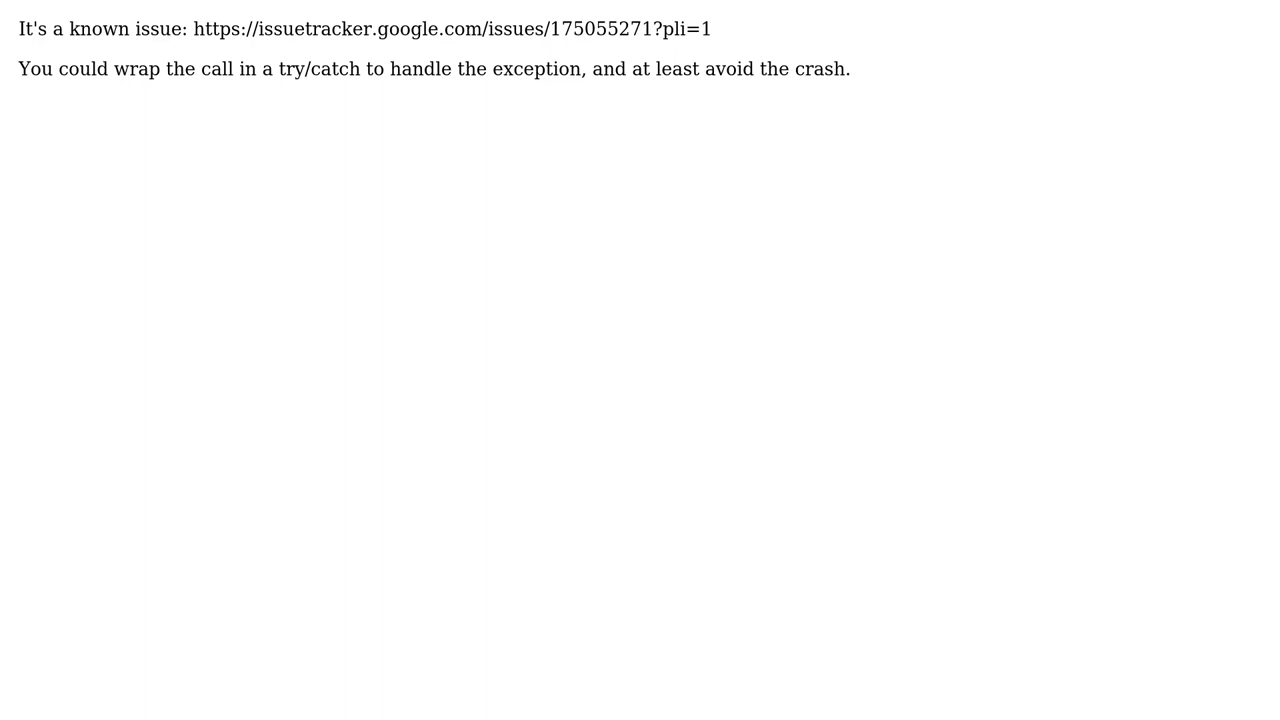 It's a known issue: https://issuetracker.google.com/issues/175055271?pli=1
You could wrap the call in a try/catch to handle the exception, and at least avoid the crash.